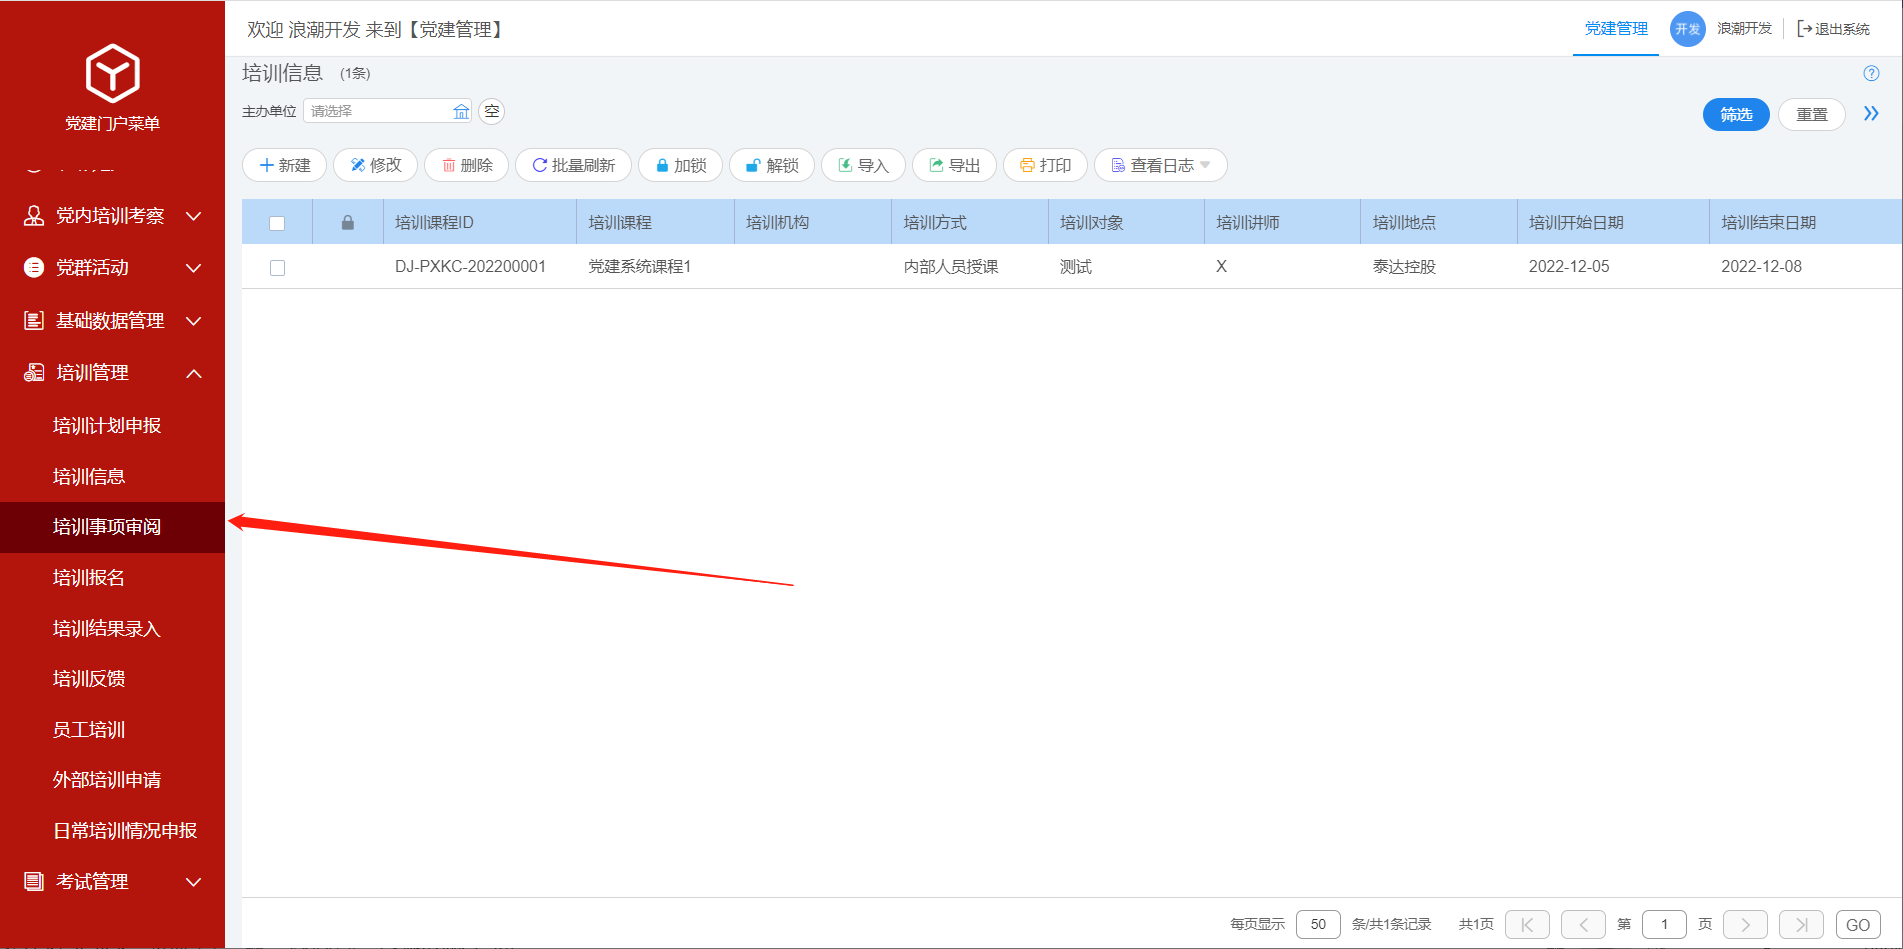 欢迎 浪潮开发 来到【党建管理】
党建管理
开发
浪潮开发
退出系统
党建门户菜单
党内培训考察
党群活动
基础数据管理
培训管理
培训计划申报
培训信息
培训事项审阅
培训报名
培训结果录入
培训反馈
员工培训
外部培训申请
日常培训情况申报
考试管理
培训信息 (1条)
?
主办单位 请选择 空
筛选 重置
新建 修改 删除 批量刷新 加锁 解锁 导入 导出 打印 查看日志
培训课程ID 培训课程 培训机构 培训方式 培训对象 培训讲师 培训地点 培训开始日期 培训结束日期
DJ-PXKC-202200001 党建系统课程1 内部人员授课 测试 X 泰达控股 2022-12-05 2022-12-08
每页显示 50 条/共1条记录 共1页 第 1 页 GO